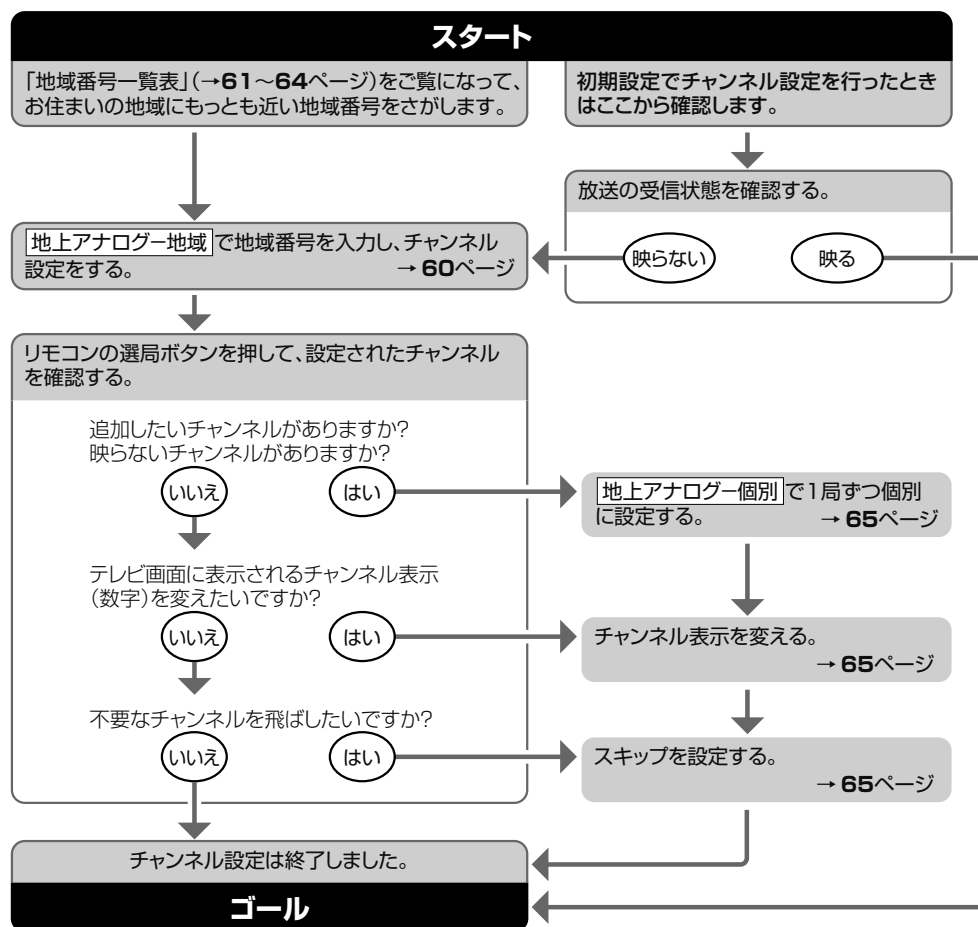 スタート
「地域番号一覧表」(→61〜64ページ)をご覧になって、
お住まいの地域にもっとも近い地域番号をさがします。
初期設定でチャンネル設定を行ったとき
はここから確認します。
放送の受信状態を確認する。
映らない
映る
地上アナログー地域 で地域番号を入力し、チャンネル
設定をする。 →60ページ
リモコンの選局ボタンを押して、設定されたチャンネル
を確認する。
追加したいチャンネルがありますか?
映らないチャンネルがありますか?
いいえ
はい
地上アナログー個別 で1局ずつ個別
に設定する。 →65ページ
テレビ画面に表示されるチャンネル表示
(数字)を変えたいですか?
いいえ
はい
チャンネル表示を変える。
→65ページ
不要なチャンネルを飛ばしたいですか?
いいえ
はい
スキップを設定する。
→65ページ
チャンネル設定は終了しました。
ゴール